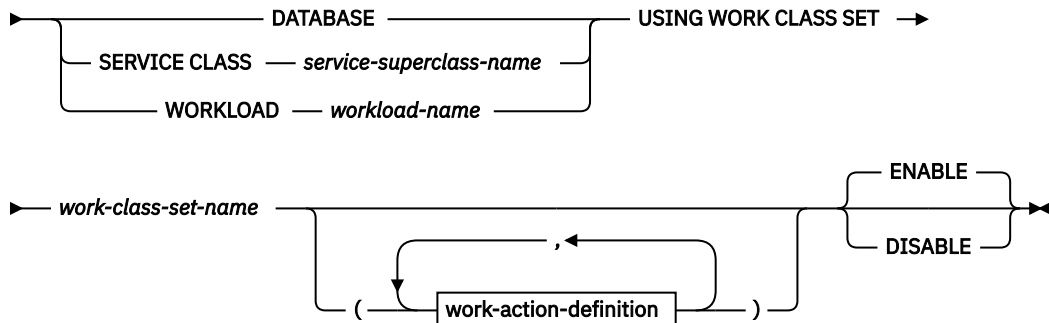 DATABASE
USING WORK CLASS SET
SERVICE CLASS service-superclass-name
WORKLOAD workload-name
work-class-set-name
ENABLE
DISABLE
,
( work-action-definition )